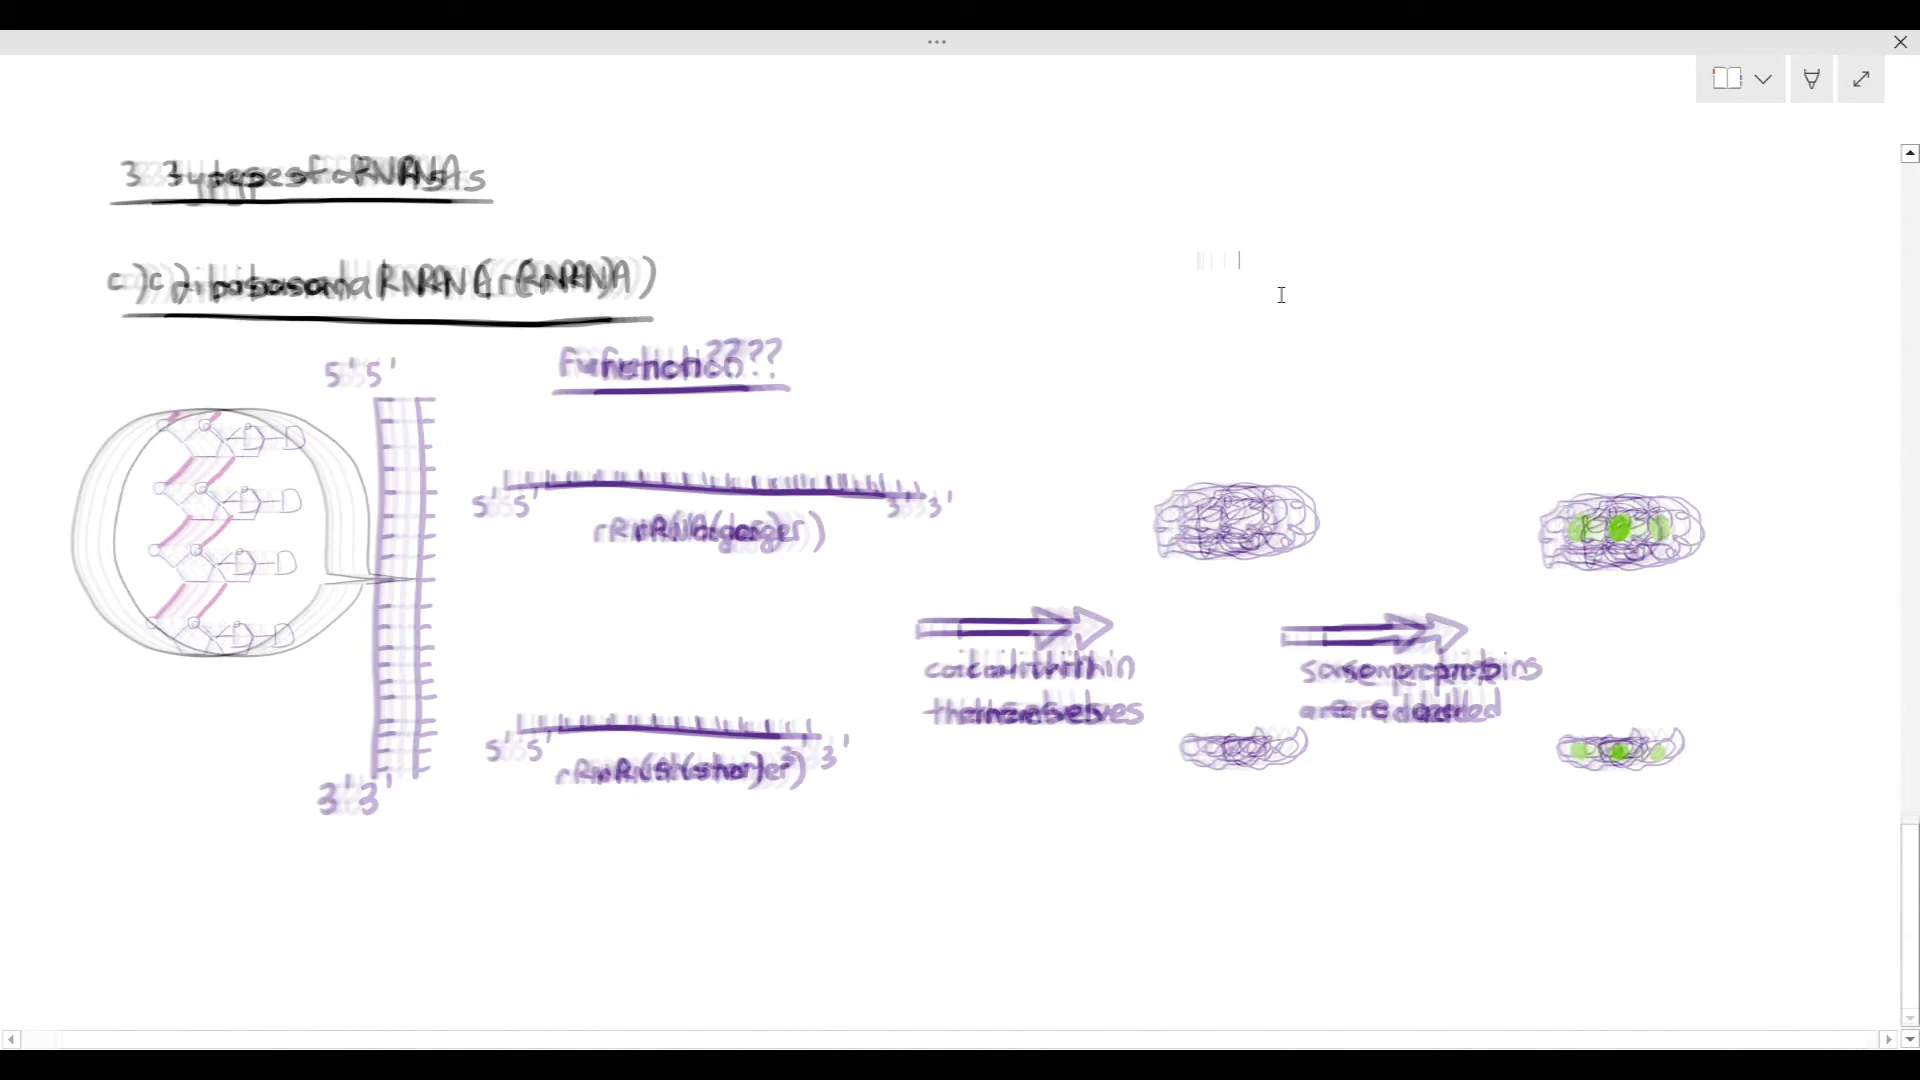 3 types of RNAs
c) ribosomal RNA (rRNA)
5'
function??
5' 3'
rRNA (larger)
coil within
themselves
some proteins
are added
5' 3'
rRNA (shorter)
3'